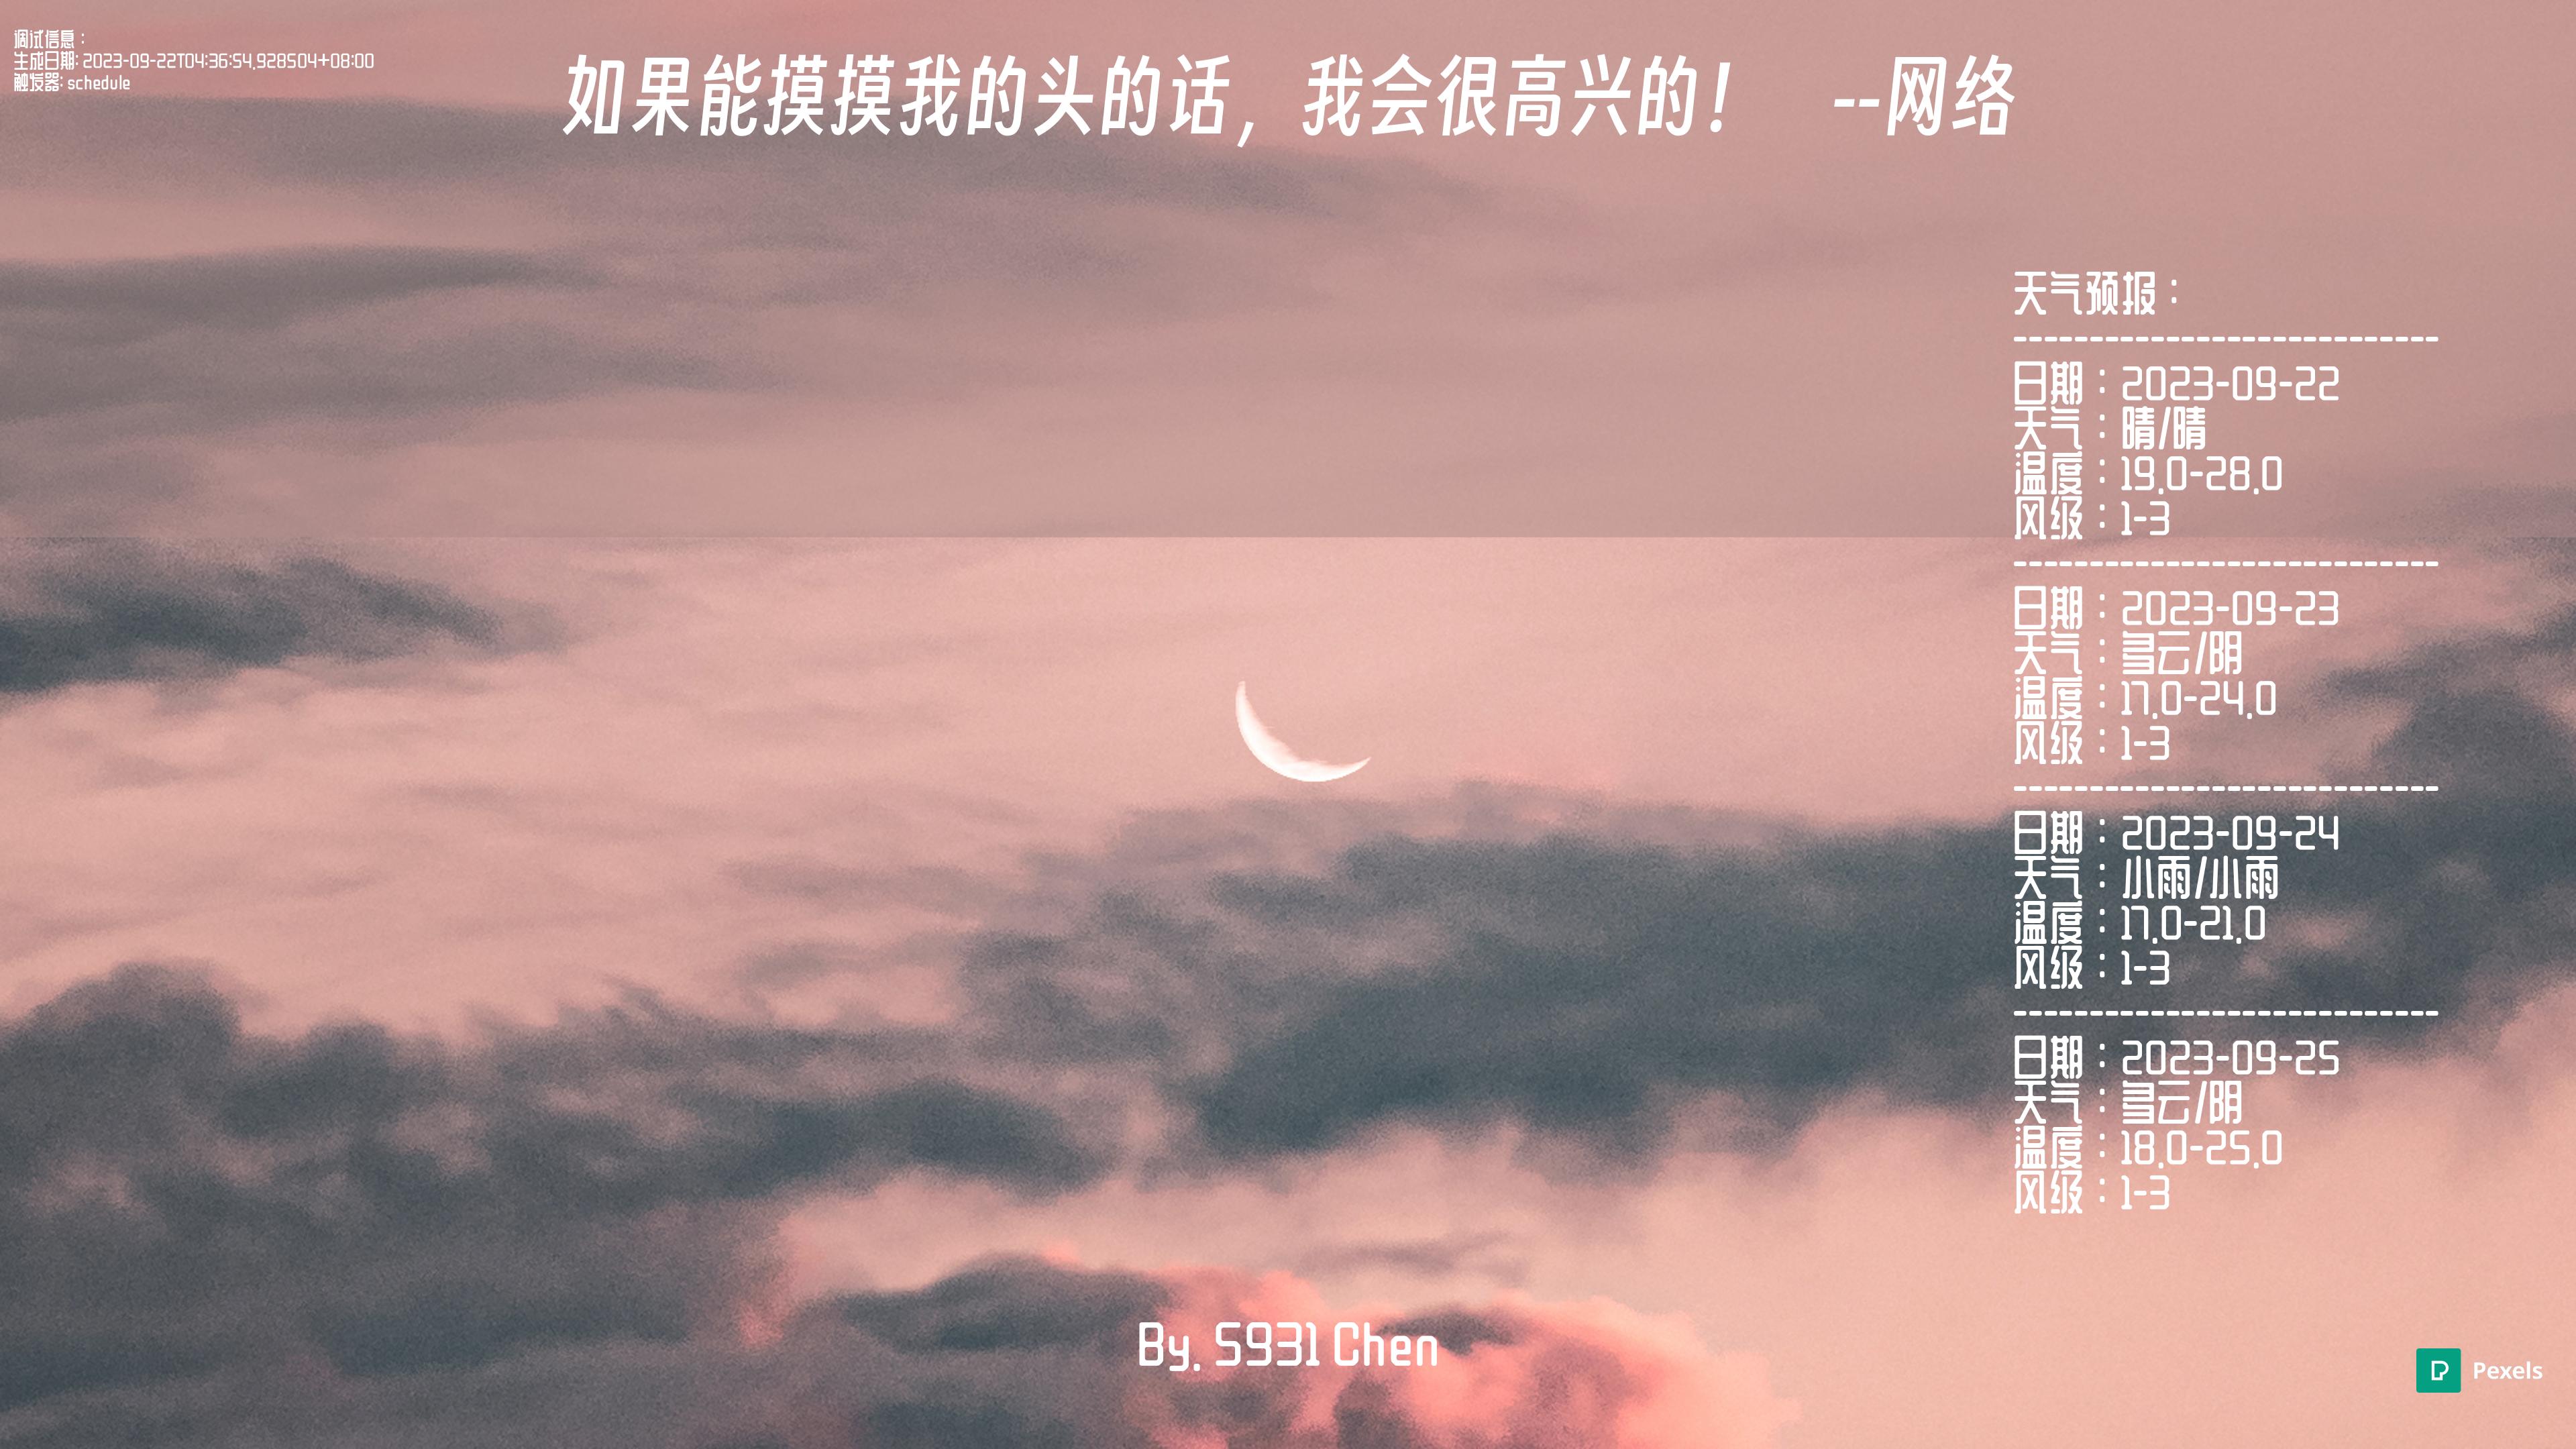 调试信息：
生成日期: 2023-09-22T04:36:54.928504+08:00
触发器: schedule
如果能摸摸我的头的话，我会很高兴的！ --网络
天气预报：
----------------------------
日期：2023-09-22
天气：晴/晴
温度：19.0-28.0
风级：1-3
----------------------------
日期：2023-09-23
天气：多云/阴
温度：17.0-24.0
风级：1-3
----------------------------
日期：2023-09-24
天气：小雨/小雨
温度：17.0-21.0
风级：1-3
----------------------------
日期：2023-09-25
天气：多云/阴
温度：18.0-25.0
风级：1-3
By. 5931 Chen
Pexels